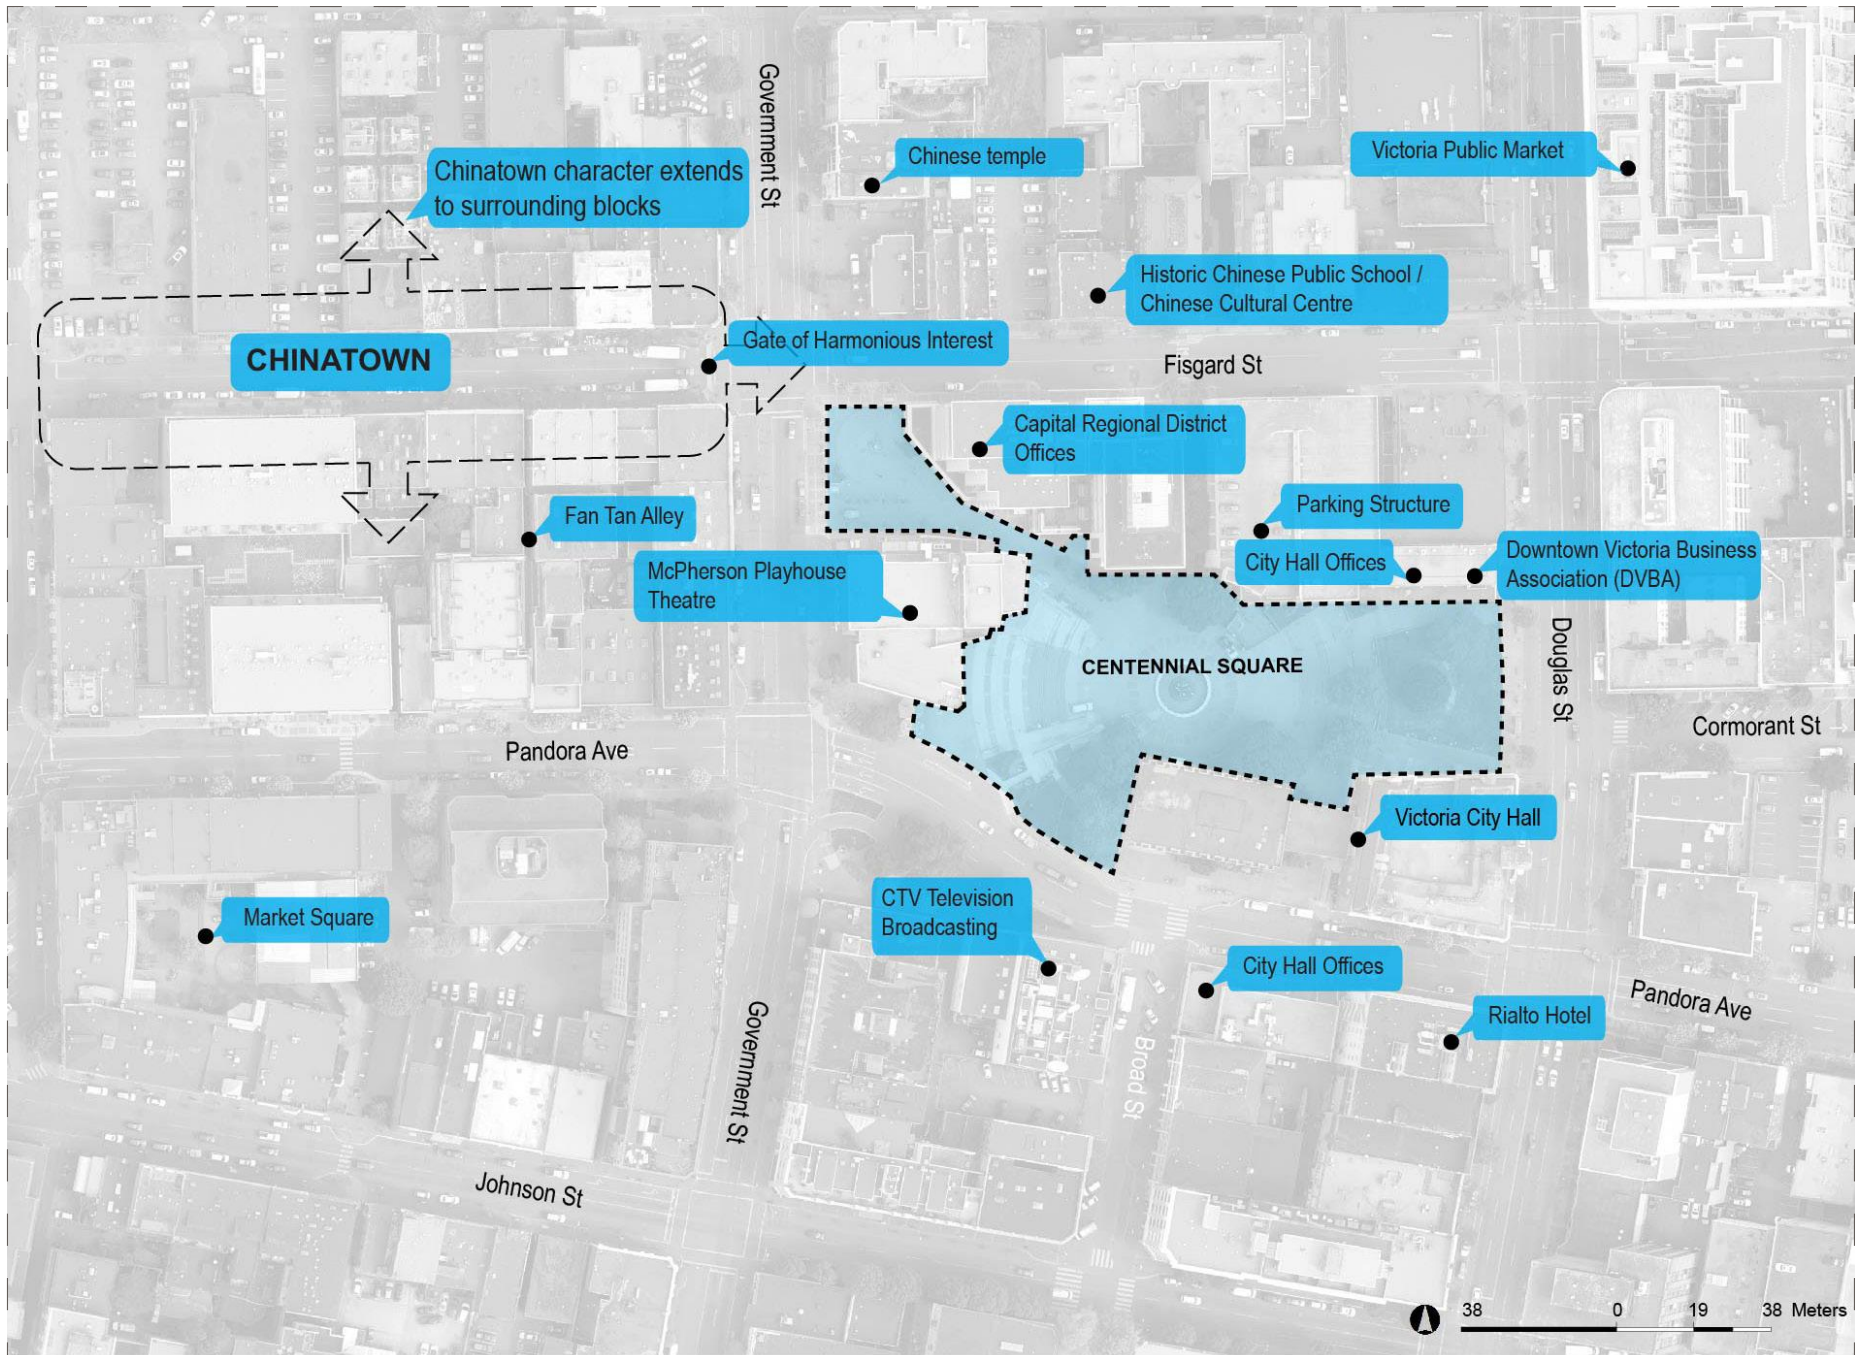 Government St
Chinatown character extends
to surrounding blocks
Chinese temple
Victoria Public Market
Historic Chinese Public School /
Chinese Cultural Centre
Gate of Harmonious Interest
CHINATOWN
Fisgard St
Capital Regional District
Offices
Parking Structure
Fan Tan Alley
City Hall Offices
Downtown Victoria Business
Association (DVBA)
McPherson Playhouse
Theatre
CENTENNIAL SQUARE
Douglas St
Cormorant St
Pandora Ave
Victoria City Hall
Market Square
CTV Television
Broadcasting
City Hall Offices
Pandora Ave
Rialto Hotel
Government St
Broad St
Johnson St
38 0 19 38 Meters